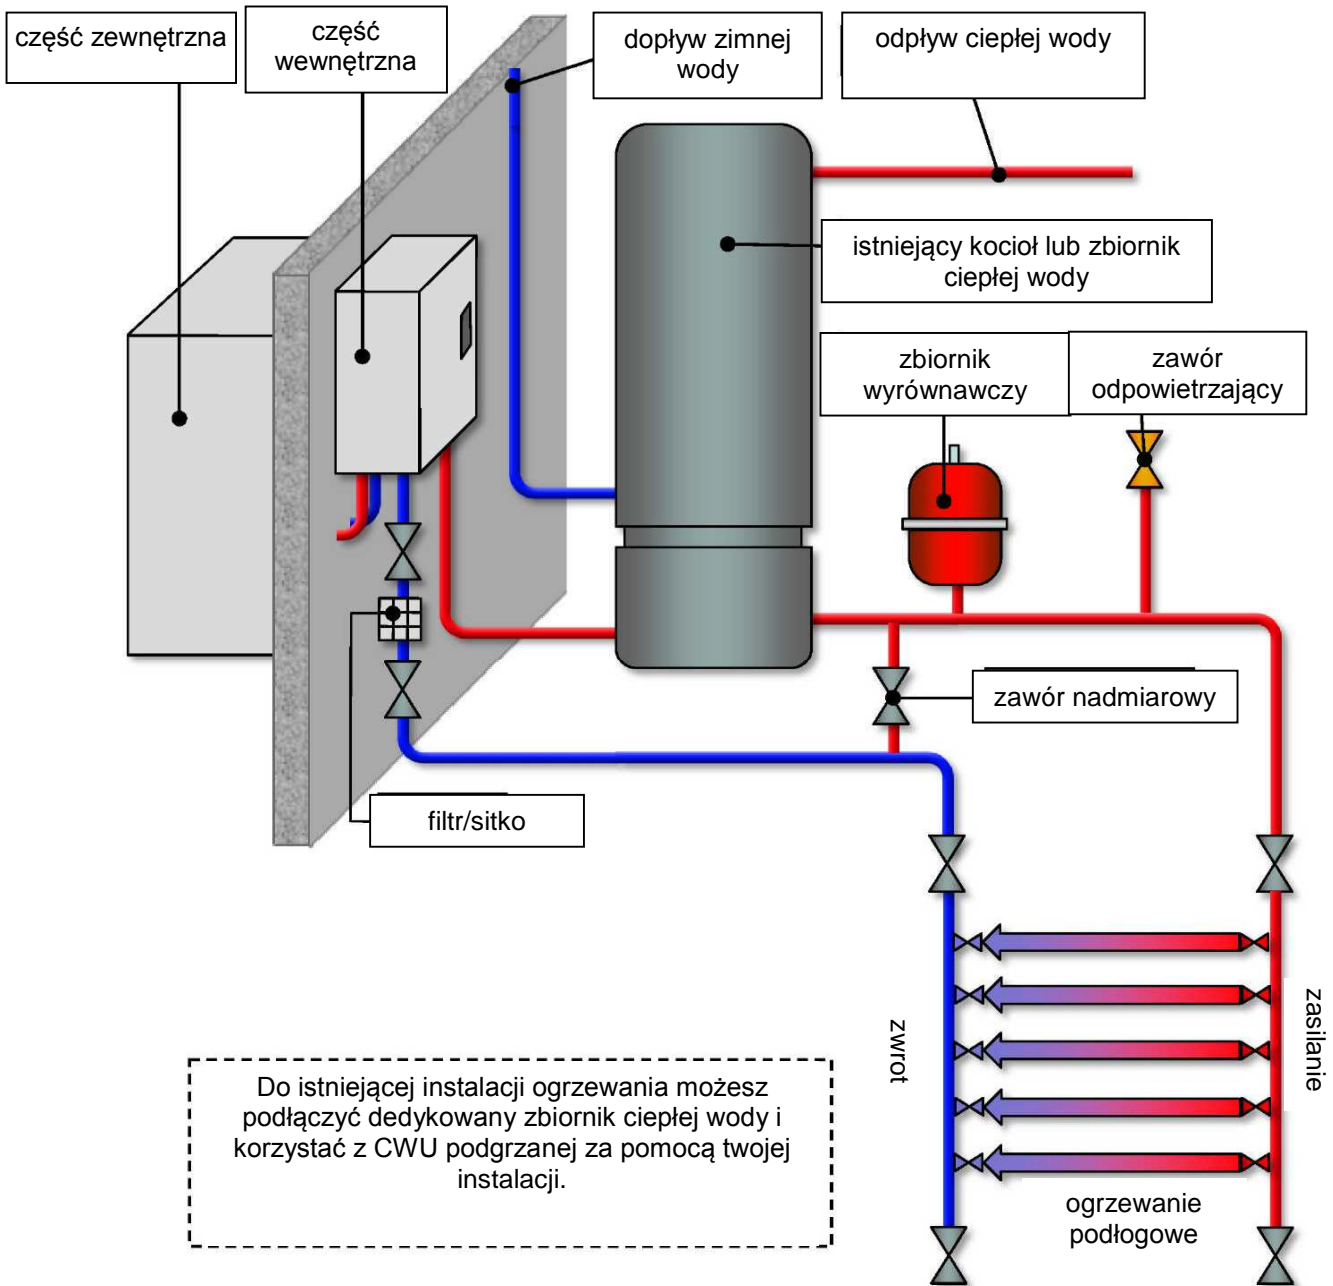 część zewnętrzna
część
wewnętrzna
dopływ zimnej
wody
odpływ ciepłej wody
istniejący kocioł lub zbiornik
ciepłej wody
zbiornik
wyrównawczy
zawór
odpowietrzający
zawór nadmiarowy
filtr/sitko
zwrot
zasilanie
Do istniejącej instalacji ogrzewania możesz
podłączyć dedykowany zbiornik ciepłej wody i
korzystać z CWU podgrzanej za pomocą twojej
instalacji.
ogrzewanie
podłogowe